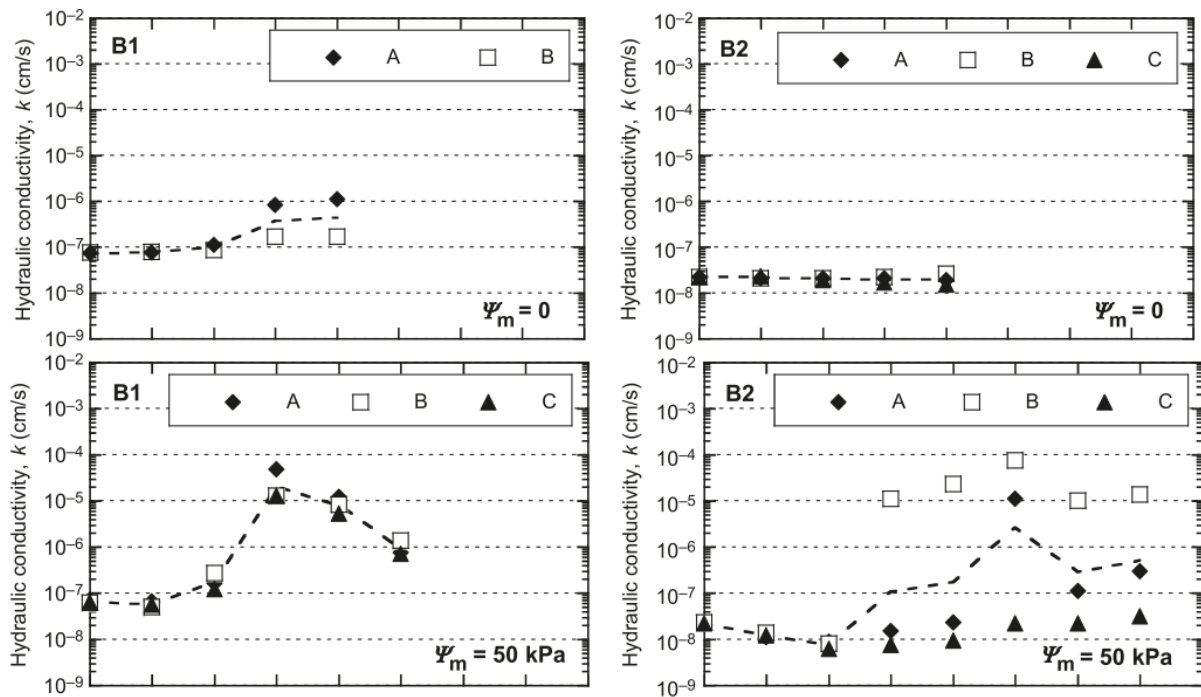 Hydraulic conductivity, k (cm/s)
10⁻²
10⁻³
10⁻⁴
10⁻⁵
10⁻⁶
10⁻⁷
10⁻⁸
10⁻⁹
B1
A B
Ψm = 0
Hydraulic conductivity, k (cm/s)
10⁻²
10⁻³
10⁻⁴
10⁻⁵
10⁻⁶
10⁻⁷
10⁻⁸
10⁻⁹
B2
A B C
Ψm = 0
Hydraulic conductivity, k (cm/s)
10⁻²
10⁻³
10⁻⁴
10⁻⁵
10⁻⁶
10⁻⁷
10⁻⁸
10⁻⁹
B1
A B C
Ψm = 50 kPa
Hydraulic conductivity, k (cm/s)
10⁻²
10⁻³
10⁻⁴
10⁻⁵
10⁻⁶
10⁻⁷
10⁻⁸
10⁻⁹
B2
A B C
Ψm = 50 kPa